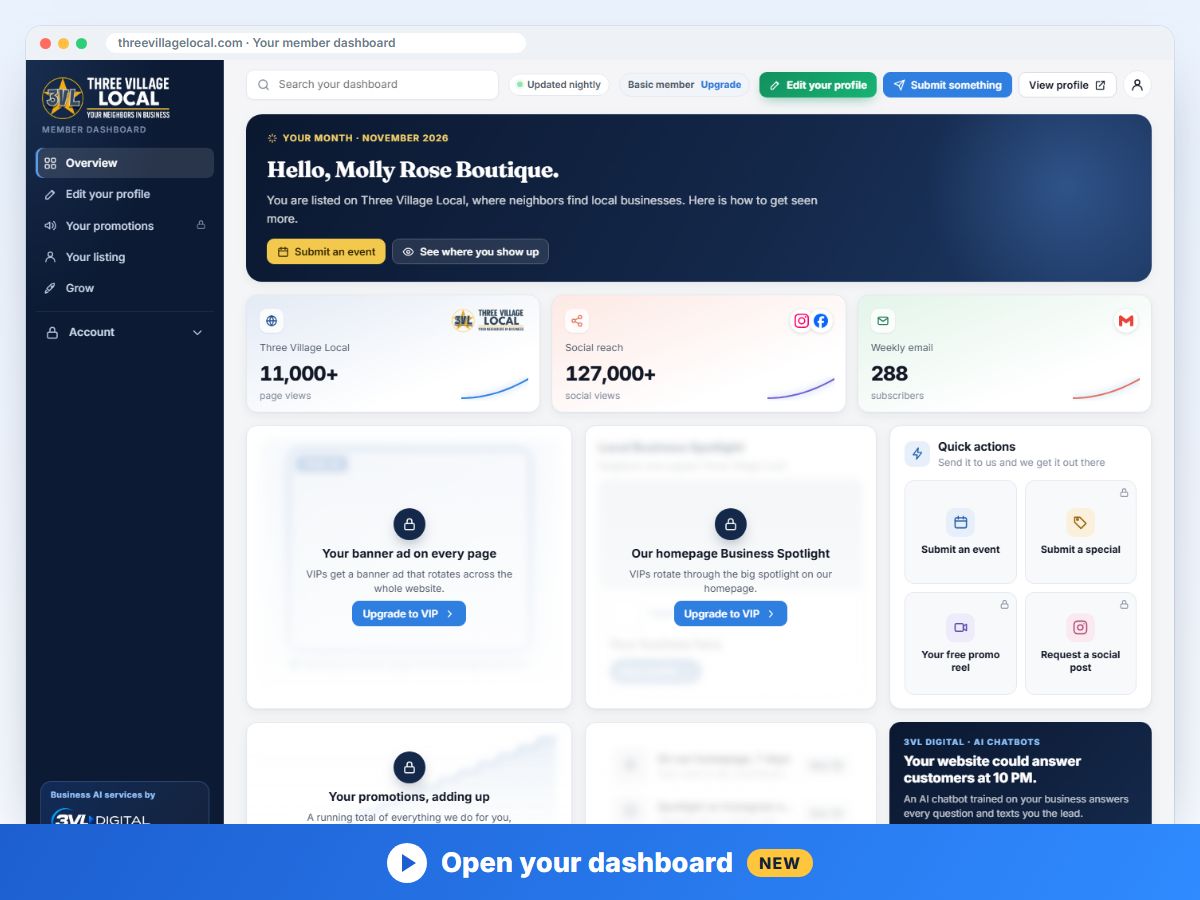 threevillagelocal.com · Your member dashboard
THREE VILLAGE
LOCAL
YOUR NEIGHBORS IN BUSINESS
MEMBER DASHBOARD
Overview
Edit your profile
Your promotions
Your listing
Grow
Account
Business AI services by
3VL DIGITAL
Search your dashboard
Updated nightly
Basic member Upgrade
Edit your profile
Submit something
View profile
YOUR MONTH · NOVEMBER 2026
Hello, Molly Rose Boutique.
You are listed on Three Village Local, where neighbors find local businesses. Here is how to get seen
more.
Submit an event
See where you show up
3VL THREE VILLAGE
LOCAL
Three Village Local
11,000+
page views
Social reach
127,000+
social views
Weekly email
288
subscribers
Your banner ad on every page
VIPs get a banner ad that rotates across the
whole website.
Upgrade to VIP
Local Business Spotlight
Our homepage Business Spotlight
VIPs rotate through the big spotlight on our
homepage.
Upgrade to VIP
Quick actions
Send it to us and we get it out there
Submit an event
Submit a special
Your free promo
reel
Request a social
post
Your promotions, adding up
A running total of everything we do for you,
3VL DIGITAL · AI CHATBOTS
Your website could answer
customers at 10 PM.
An AI chatbot trained on your business answers
every question and texts you the lead.
Open your dashboard NEW